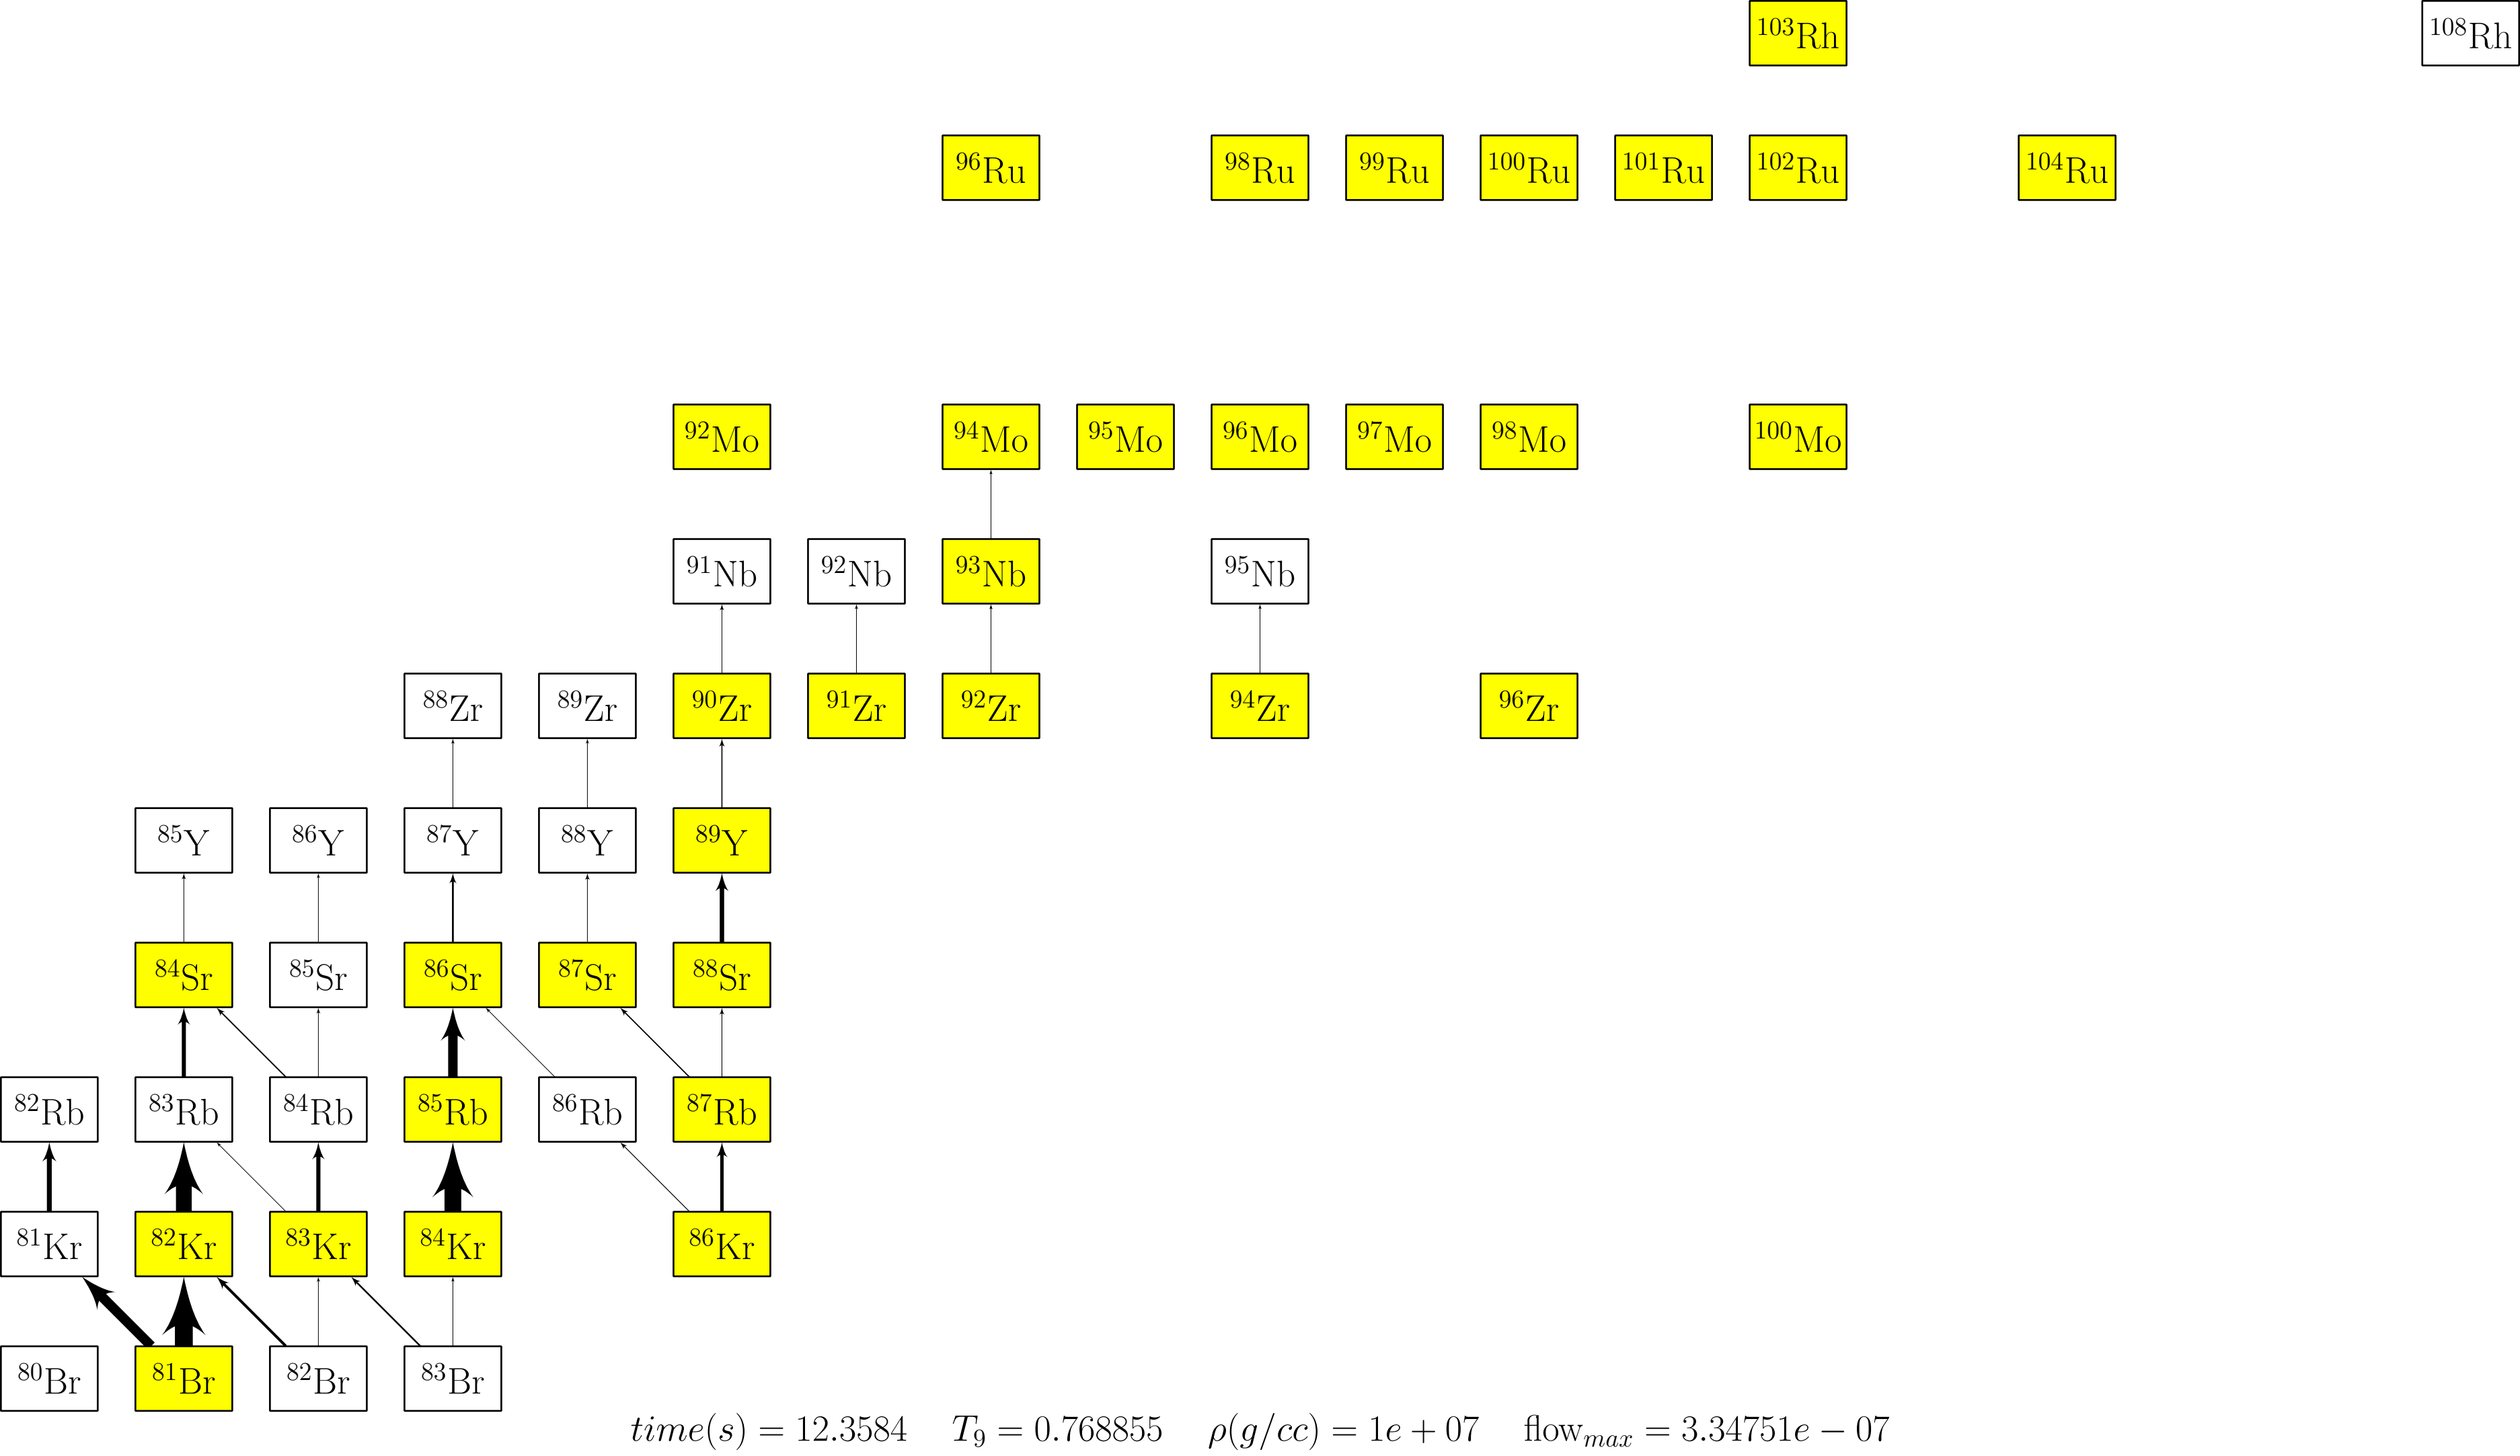 ¹⁰³Rh ¹⁰⁸Rh
⁹⁶Ru ⁹⁸Ru ⁹⁹Ru ¹⁰⁰Ru ¹⁰¹Ru ¹⁰²Ru ¹⁰⁴Ru
⁹²Mo ⁹⁴Mo ⁹⁵Mo ⁹⁶Mo ⁹⁷Mo ⁹⁸Mo ¹⁰⁰Mo
⁹¹Nb ⁹²Nb ⁹³Nb ⁹⁵Nb
⁸⁸Zr ⁸⁹Zr ⁹⁰Zr ⁹¹Zr ⁹²Zr ⁹⁴Zr ⁹⁶Zr
⁸⁵Y ⁸⁶Y ⁸⁷Y ⁸⁸Y ⁸⁹Y
⁸⁴Sr ⁸⁵Sr ⁸⁶Sr ⁸⁷Sr ⁸⁸Sr
⁸²Rb ⁸³Rb ⁸⁴Rb ⁸⁵Rb ⁸⁶Rb ⁸⁷Rb
⁸¹Kr ⁸²Kr ⁸³Kr ⁸⁴Kr ⁸⁶Kr
⁸⁰Br ⁸¹Br ⁸²Br ⁸³Br
time(s) = 12.3584 T₉ = 0.768855 ρ(g/cc) = 1e + 07 flowₘₐₓ = 3.34751e − 07